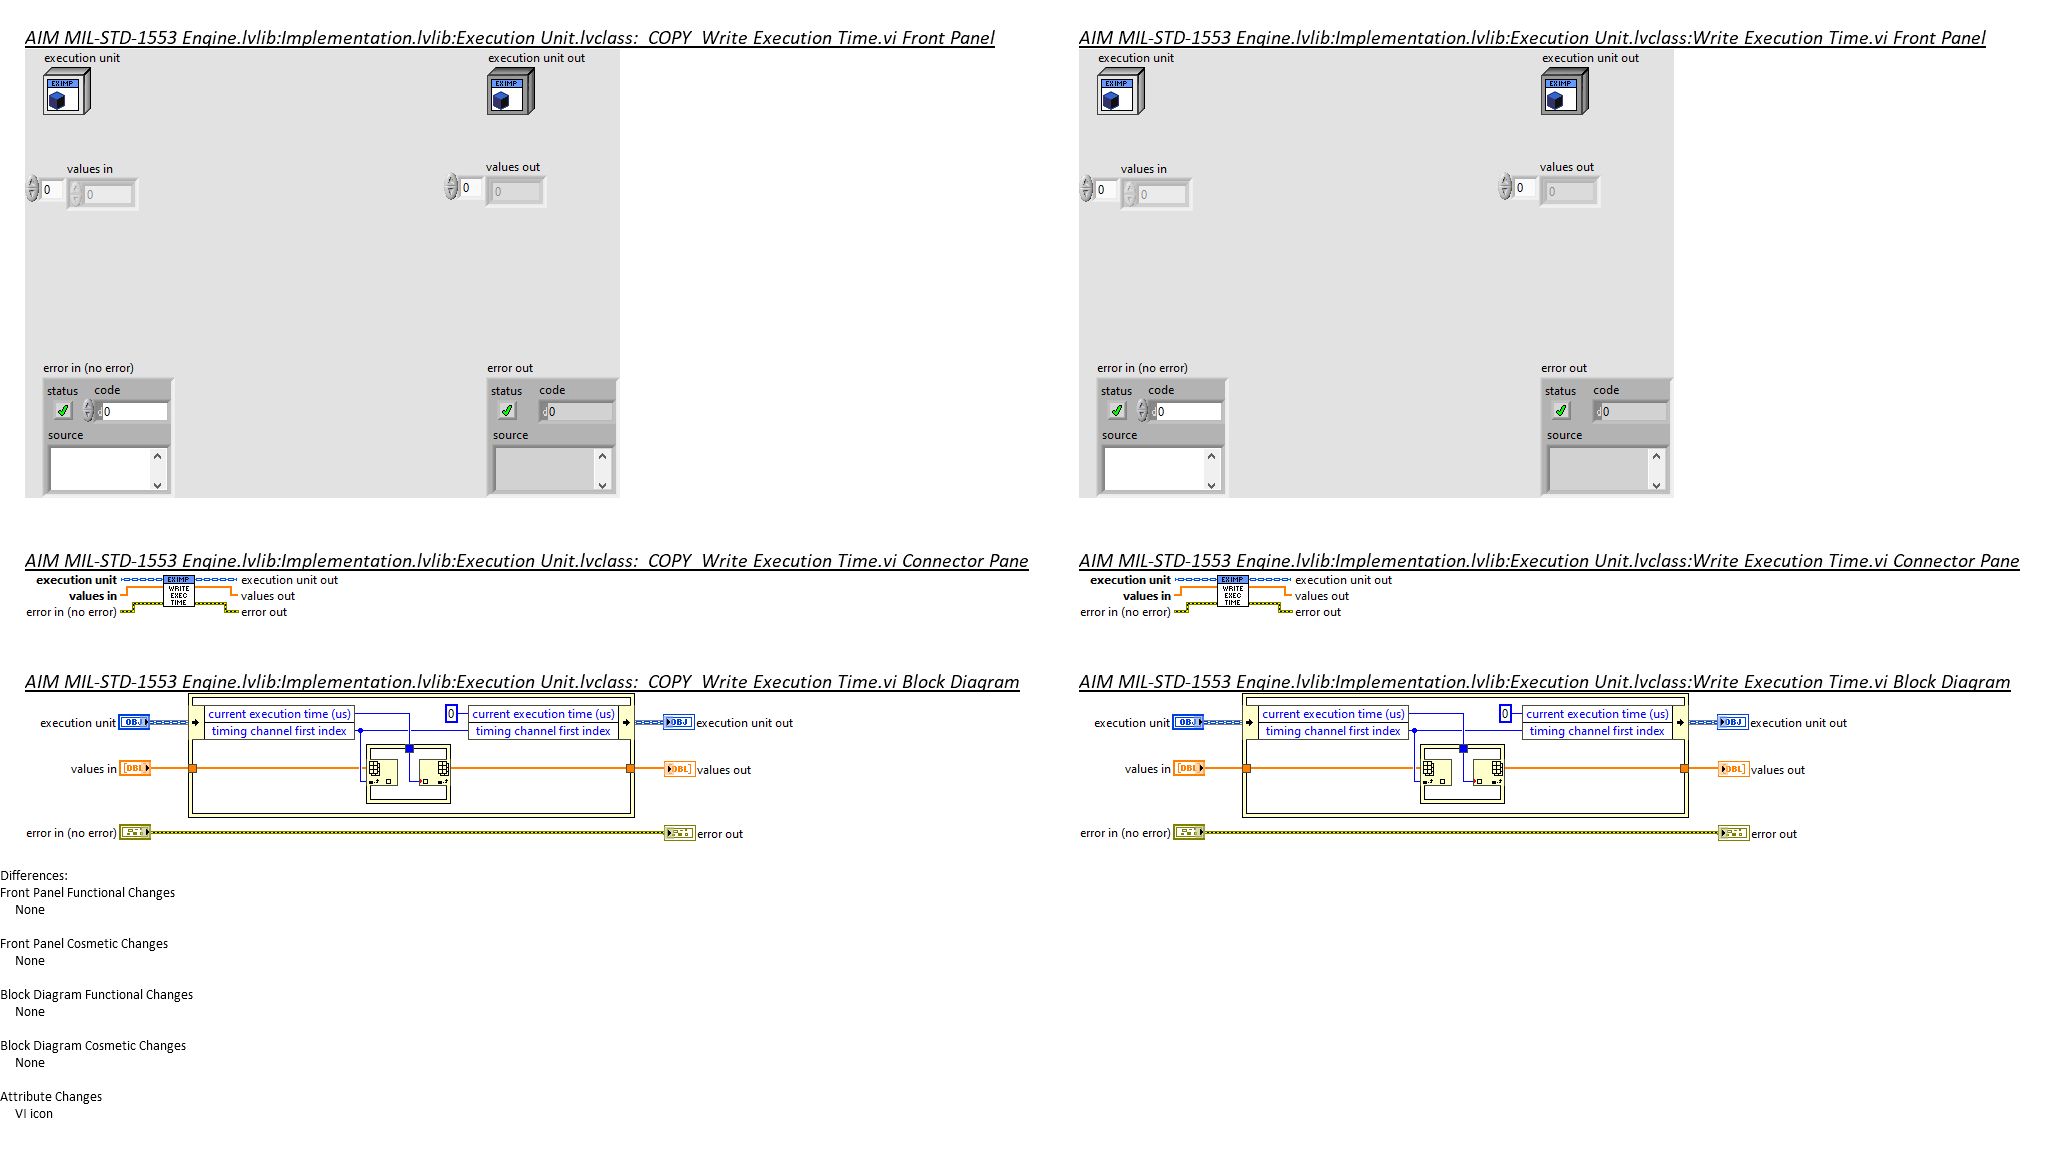 AIM MIL-STD-1553 Engine.lvlib:Implementation.lvlib:Execution Unit.lvclass:  COPY  Write Execution Time.vi Front Panel
execution unit
execution unit out
EXIMP
EXIMP
values in
values out
0
0
0
0
error in (no error)
error out
status
code
status
code
d 0
d 0
source
source
AIM MIL-STD-1553 Engine.lvlib:Implementation.lvlib:Execution Unit.lvclass:Write Execution Time.vi Front Panel
execution unit
execution unit out
EXIMP
EXIMP
values in
values out
0
0
0
0
error in (no error)
error out
status
code
status
code
d 0
d 0
source
source
AIM MIL-STD-1553 Engine.lvlib:Implementation.lvlib:Execution Unit.lvclass:  COPY  Write Execution Time.vi Connector Pane
execution unit
values in
error in (no error)
EXIMP
WRITE
EXEC
TIME
execution unit out
values out
error out
AIM MIL-STD-1553 Engine.lvlib:Implementation.lvlib:Execution Unit.lvclass:Write Execution Time.vi Connector Pane
execution unit
values in
error in (no error)
EXIMP
WRITE
EXEC
TIME
execution unit out
values out
error out
AIM MIL-STD-1553 Engine.lvlib:Implementation.lvlib:Execution Unit.lvclass:  COPY  Write Execution Time.vi Block Diagram
execution unit
OBJ
current execution time (us)
timing channel first index
0
current execution time (us)
timing channel first index
OBJ
execution unit out
values in
[DBL]
[DBL]
values out
error in (no error)
error out
AIM MIL-STD-1553 Engine.lvlib:Implementation.lvlib:Execution Unit.lvclass:Write Execution Time.vi Block Diagram
execution unit
OBJ
current execution time (us)
timing channel first index
0
current execution time (us)
timing channel first index
OBJ
execution unit out
values in
[DBL]
[DBL]
values out
error in (no error)
error out
Differences:
Front Panel Functional Changes
None
Front Panel Cosmetic Changes
None
Block Diagram Functional Changes
None
Block Diagram Cosmetic Changes
None
Attribute Changes
VI icon